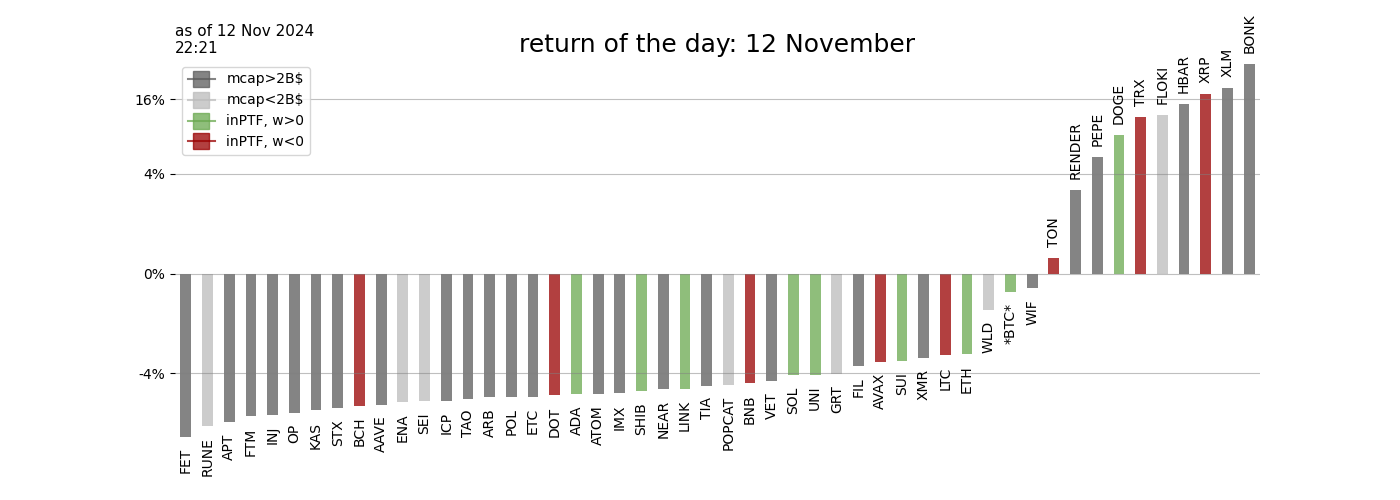 as of 12 Nov 2024
22:21
return of the day: 12 November
mcap>2B$
mcap<2B$
inPTF, w>0
inPTF, w<0
16%
4%
0%
-4%
FET
RUNE
APT
FTM
INJ
OP
KAS
STX
BCH
AAVE
ENA
SEI
ICP
TAO
ARB
POL
ETC
DOT
ADA
ATOM
IMX
SHIB
NEAR
LINK
TIA
POPCAT
BNB
VET
SOL
UNI
GRT
FIL
AVAX
SUI
XMR
LTC
ETH
WLD
*BTC*
WIF
TON
RENDER
PEPE
DOGE
TRX
FLOKI
HBAR
XRP
XLM
BONK